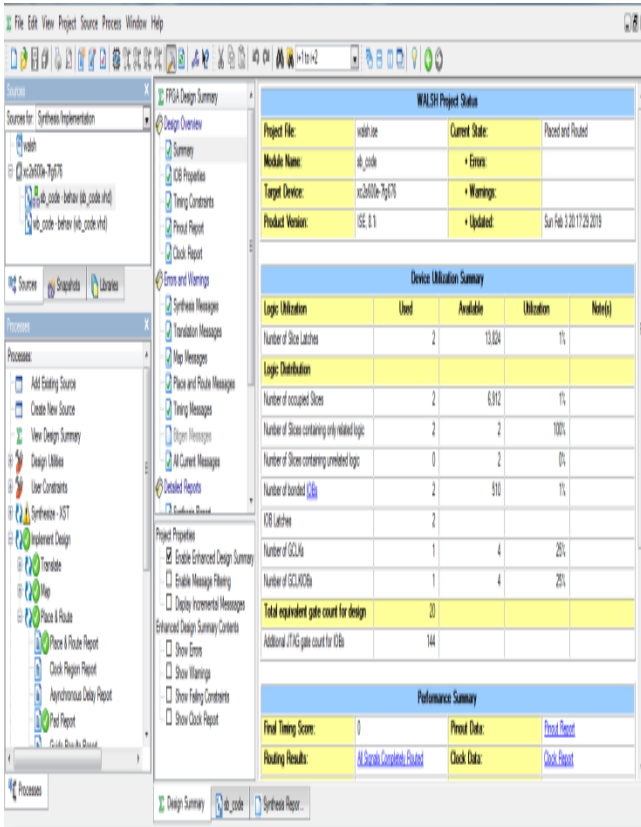 File Edit View Project Source Process Window Help
i+1 to i+2
Sources
Sources for: Synthesis/Implementation
walsh
xc2s600e-7fg676
sb_code - behav (sb_code.vhd)
wb_code - behav (wb_code.vhd)
Sources Snapshots Libraries
Processes
Processes:
Add Existing Source
Create New Source
View Design Summary
Design Utilities
User Constraints
Synthesize - XST
Implement Design
Translate
Map
Place & Route
Place & Route Report
Clock Region Report
Asynchronous Delay Report
Pad Report
Guide Results Report
Processes
FPGA Design Summary
Design Overview
Summary
IOB Properties
Timing Constraints
Pinout Report
Clock Report
Errors and Warnings
Synthesis Messages
Translation Messages
Map Messages
Place and Route Messages
Timing Messages
Bitgen Messages
All Current Messages
Detailed Reports
Synthesis Report
Project Properties
Enable Enhanced Design Summary
Enable Message Filtering
Display Incremental Messages
Enhanced Design Summary Contents
Show Errors
Show Warnings
Show Failing Constraints
Show Clock Report
WALSH Project Status
Project File: walsh.ise Current State: Placed and Routed
Module Name: sb_code • Errors:
Target Device: xc2s600e-7fg676 • Warnings:
Product Version: ISE, 8.1i • Updated: Sun Feb 3 20:17:29 2019
Device Utilization Summary
Logic Utilization Used Available Utilization Note(s)
Number of Slice Latches 2 13,824 1%
Logic Distribution
Number of occupied Slices 2 6,912 1%
Number of Slices containing only related logic 2 2 100%
Number of Slices containing unrelated logic 0 2 0%
Number of bonded IOBs 2 510 1%
IOB Latches 2
Number of GCLKs 1 4 25%
Number of GCLKIOBs 1 4 25%
Total equivalent gate count for design 20
Additional JTAG gate count for IOBs 144
Performance Summary
Final Timing Score: 0 Pinout Data: Pinout Report
Routing Results: All Signals Completely Routed Clock Data: Clock Report
Design Summary sb_code Synthesis Repor...